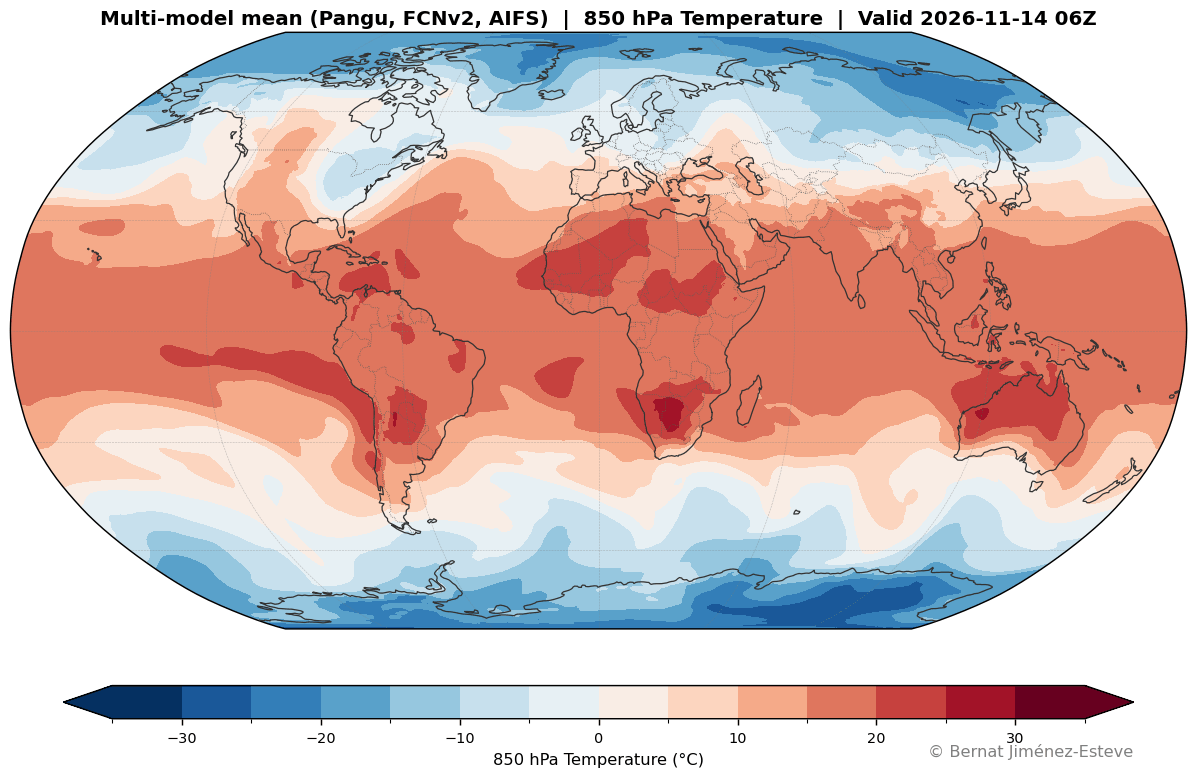 Multi-model mean (Pangu, FCNv2, AIFS) | 850 hPa Temperature | Valid 2026-11-14 06Z
−30 −20 −10 0 10 20 30
850 hPa Temperature (°C)
© Bernat Jiménez-Esteve